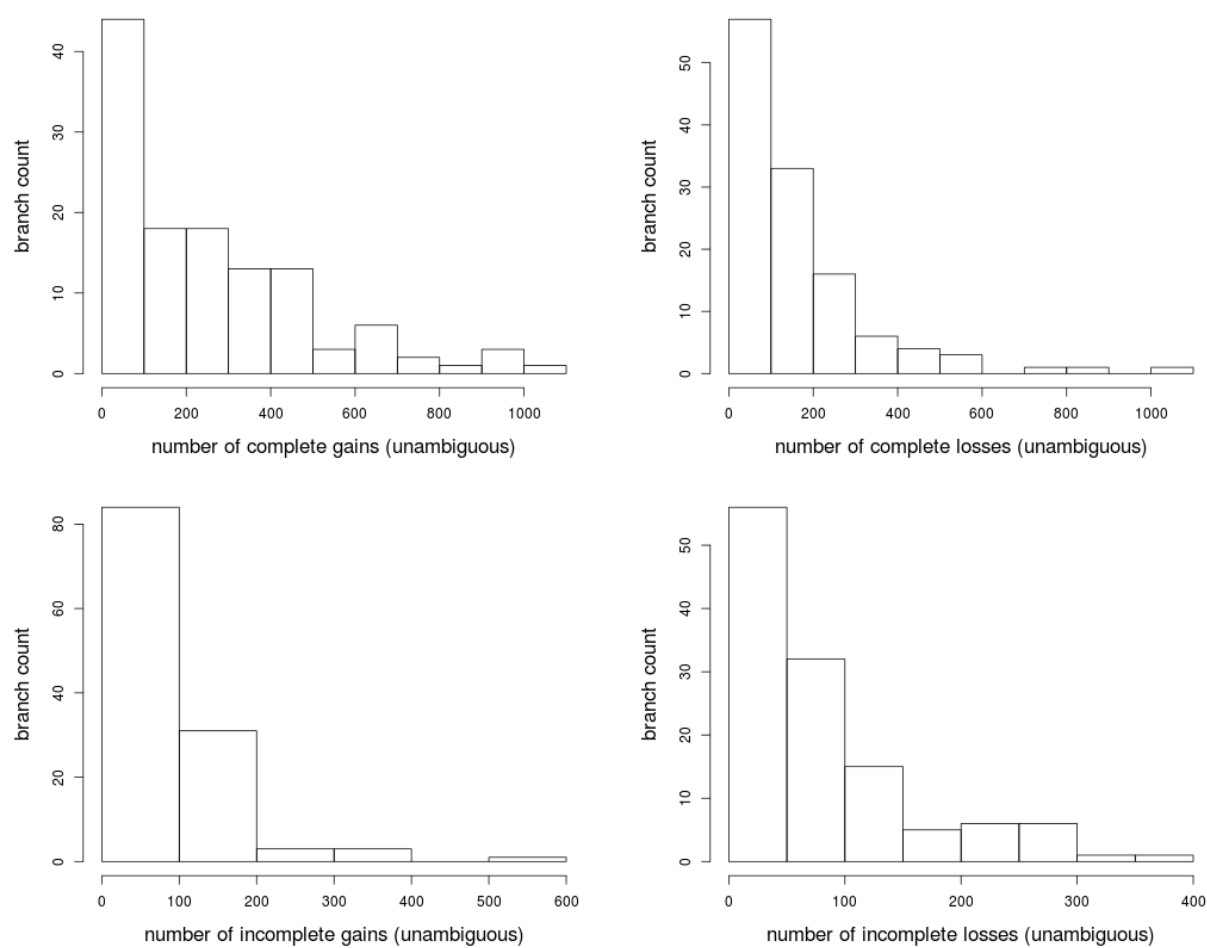 branch count
0 10 20 30 40
0 200 400 600 800 1000
number of complete gains (unambiguous)
branch count
0 10 20 30 40 50
0 200 400 600 800 1000
number of complete losses (unambiguous)
branch count
0 20 40 60 80
0 100 200 300 400 500 600
number of incomplete gains (unambiguous)
branch count
0 10 20 30 40 50
0 100 200 300 400
number of incomplete losses (unambiguous)